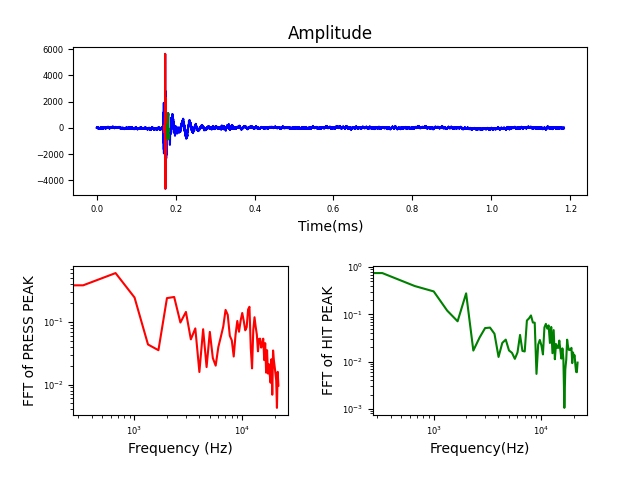 Amplitude
6000
4000
2000
0
−2000
−4000
0.0 0.2 0.4 0.6 0.8 1.0 1.2
Time(ms)
FFT of PRESS PEAK
10⁻¹
10⁻²
10³ 10⁴
Frequency (Hz)
FFT of HIT PEAK
10⁰
10⁻¹
10⁻²
10⁻³
10³ 10⁴
Frequency(Hz)